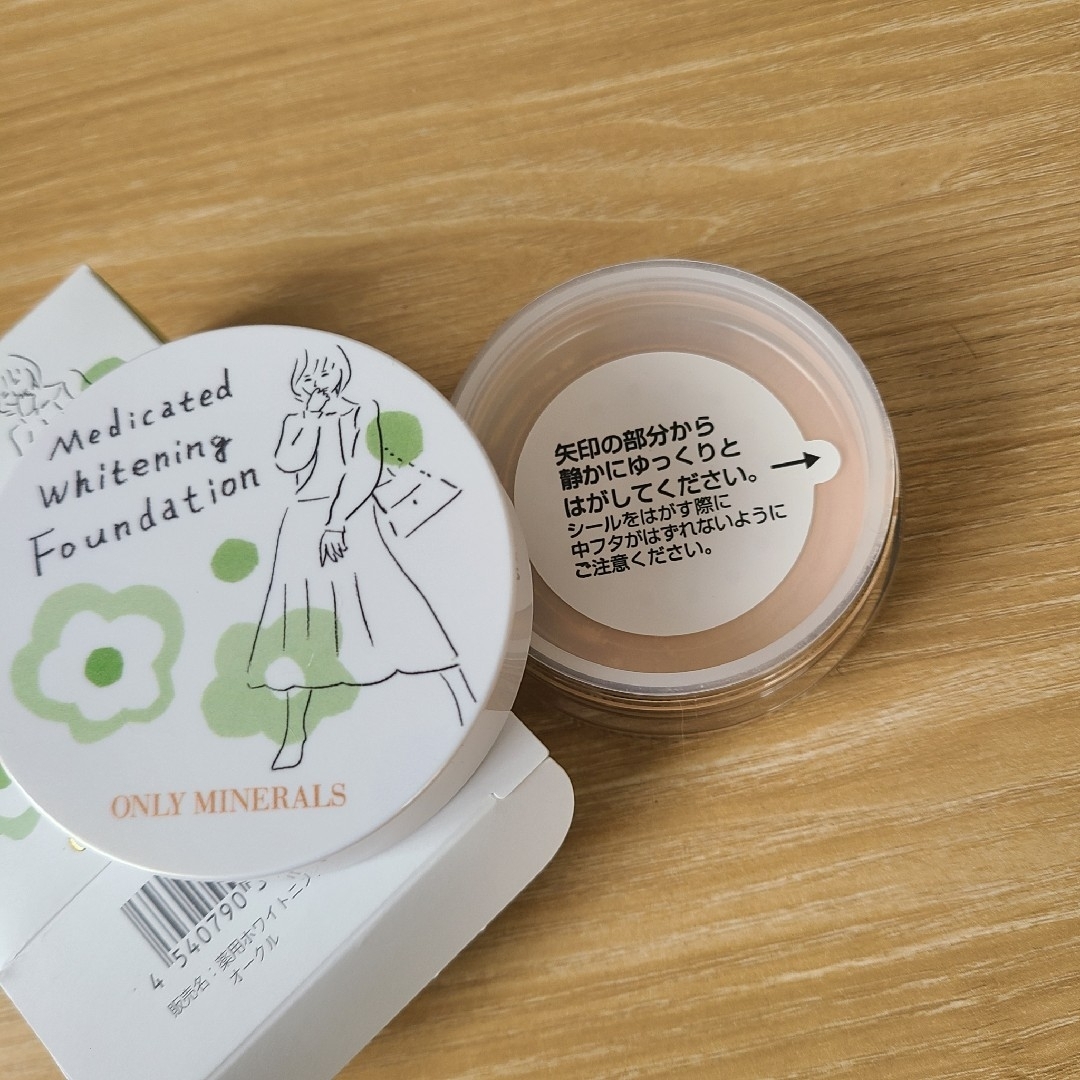 Medicated
Whitening
Foundation
ONLY MINERALS
矢印の部分から
静かにゆっくりと
はがしてください。
シールをはがす際に
中フタがはずれないように
ご注意ください。
4 540790
販売名：薬用ホワイトニ
オークル